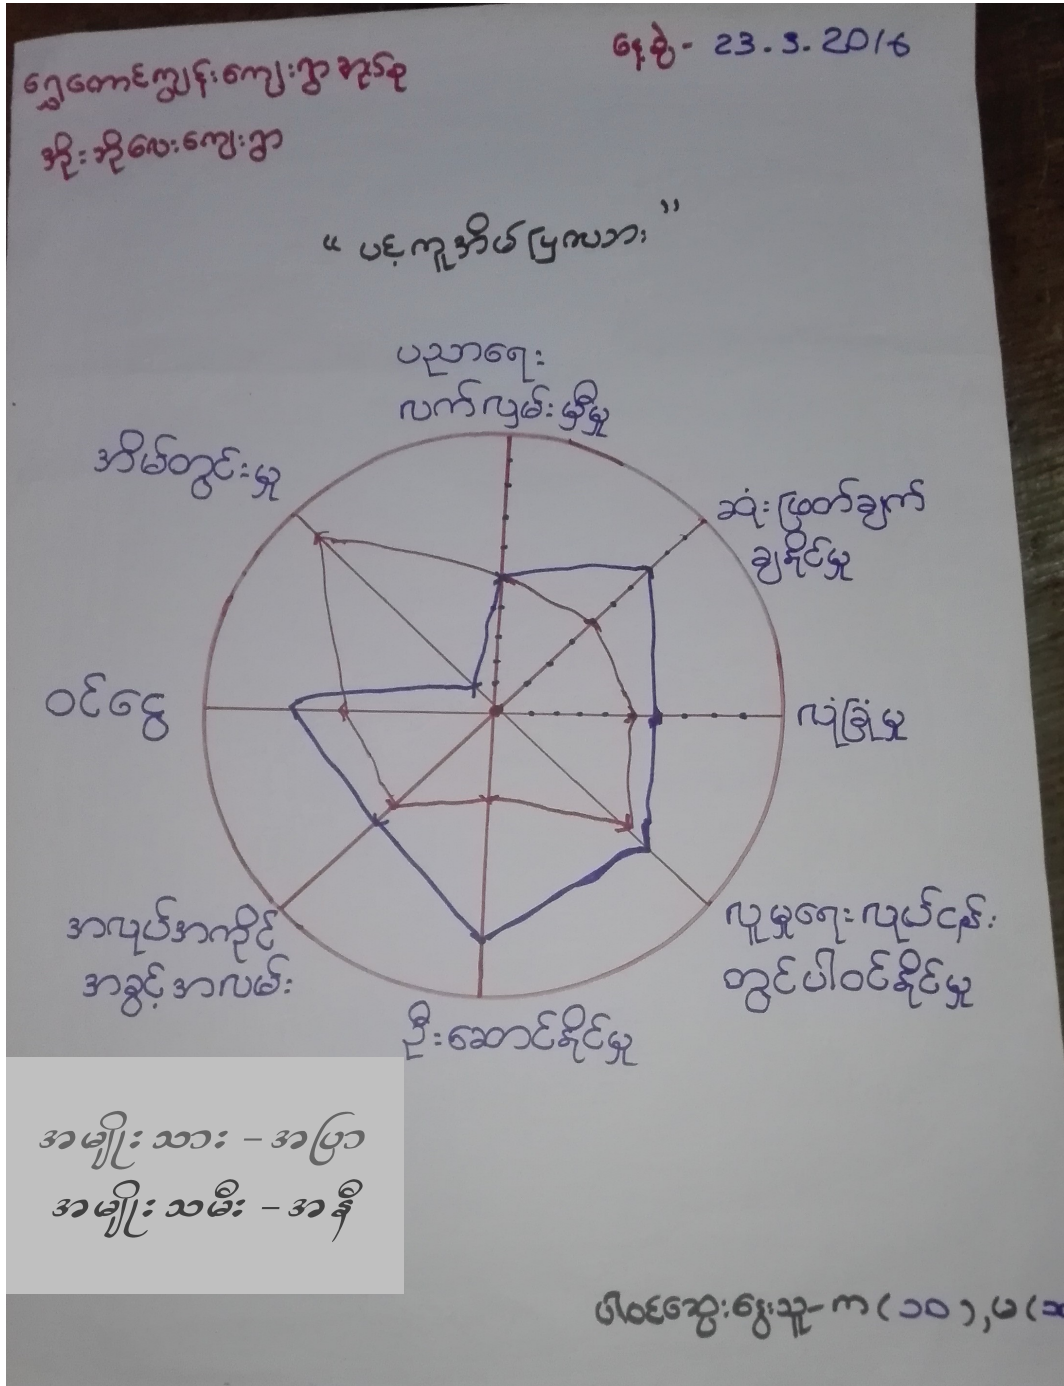 ရွှေတောင်ကျွန်းကျေးရွာအုပ်စု
နေ့စွဲ - 23.3.2016
အိုးဘိုလေးကျေးရွာ
“ ပင့်ကူအိမ်ပြကားချပ် ”
ပညာရေး
လက်လှမ်းမှီမှု
အိမ်တွင်းမှု
ဆုံးဖြတ်ချက်
ချနိုင်မှု
ဝင်ငွေ
လုံခြုံမှု
အလုပ်အကိုင်
အခွင့်အလမ်း
လူမှုရေးလုပ်ငန်း
တွင်ပါဝင်နိုင်မှု
ဦးဆောင်နိုင်မှု
အမျိုးသား - အပြာ
အမျိုးသမီး - အနီ
ပါဝင်ဆွေးနွေးသူ - က (၁၀), မ (